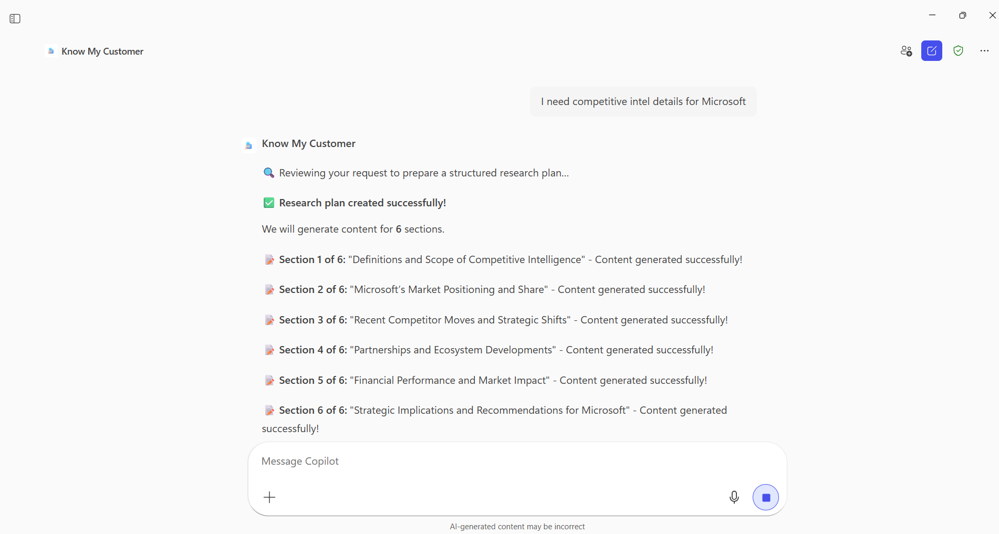 Know My Customer
I need competitive intel details for Microsoft
Know My Customer
🔍 Reviewing your request to prepare a structured research plan...
✅ Research plan created successfully!
We will generate content for 6 sections.
📝 Section 1 of 6: "Definitions and Scope of Competitive Intelligence" - Content generated successfully!
📝 Section 2 of 6: "Microsoft’s Market Positioning and Share" - Content generated successfully!
📝 Section 3 of 6: "Recent Competitor Moves and Strategic Shifts" - Content generated successfully!
📝 Section 4 of 6: "Partnerships and Ecosystem Developments" - Content generated successfully!
📝 Section 5 of 6: "Financial Performance and Market Impact" - Content generated successfully!
📝 Section 6 of 6: "Strategic Implications and Recommendations for Microsoft" - Content generated
successfully!
Message Copilot
AI-generated content may be incorrect